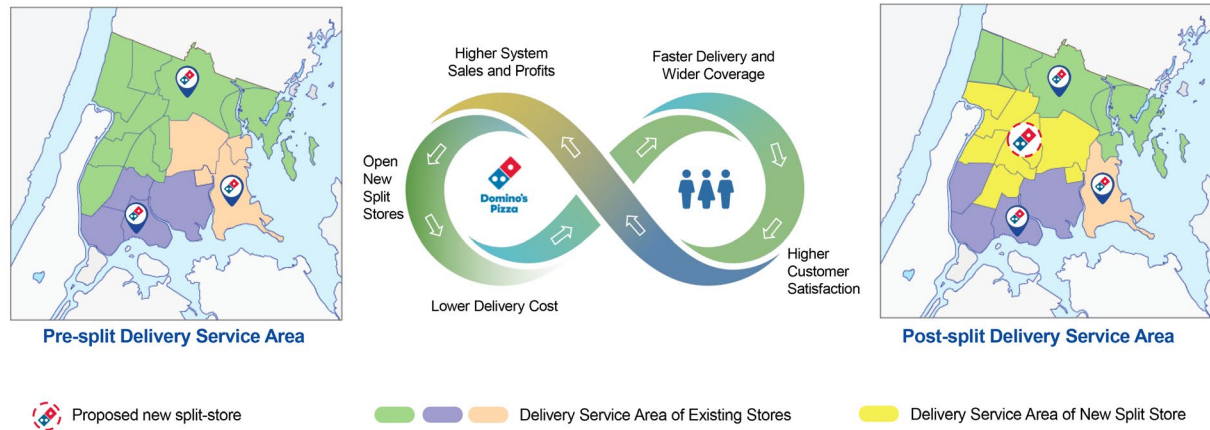 Higher System
Sales and Profits
Faster Delivery and
Wider Coverage
Open
New
Split
Stores
Domino's
Pizza
Higher
Customer
Satisfaction
Lower Delivery Cost
Pre-split Delivery Service Area
Post-split Delivery Service Area
Proposed new split-store
Delivery Service Area of Existing Stores
Delivery Service Area of New Split Store